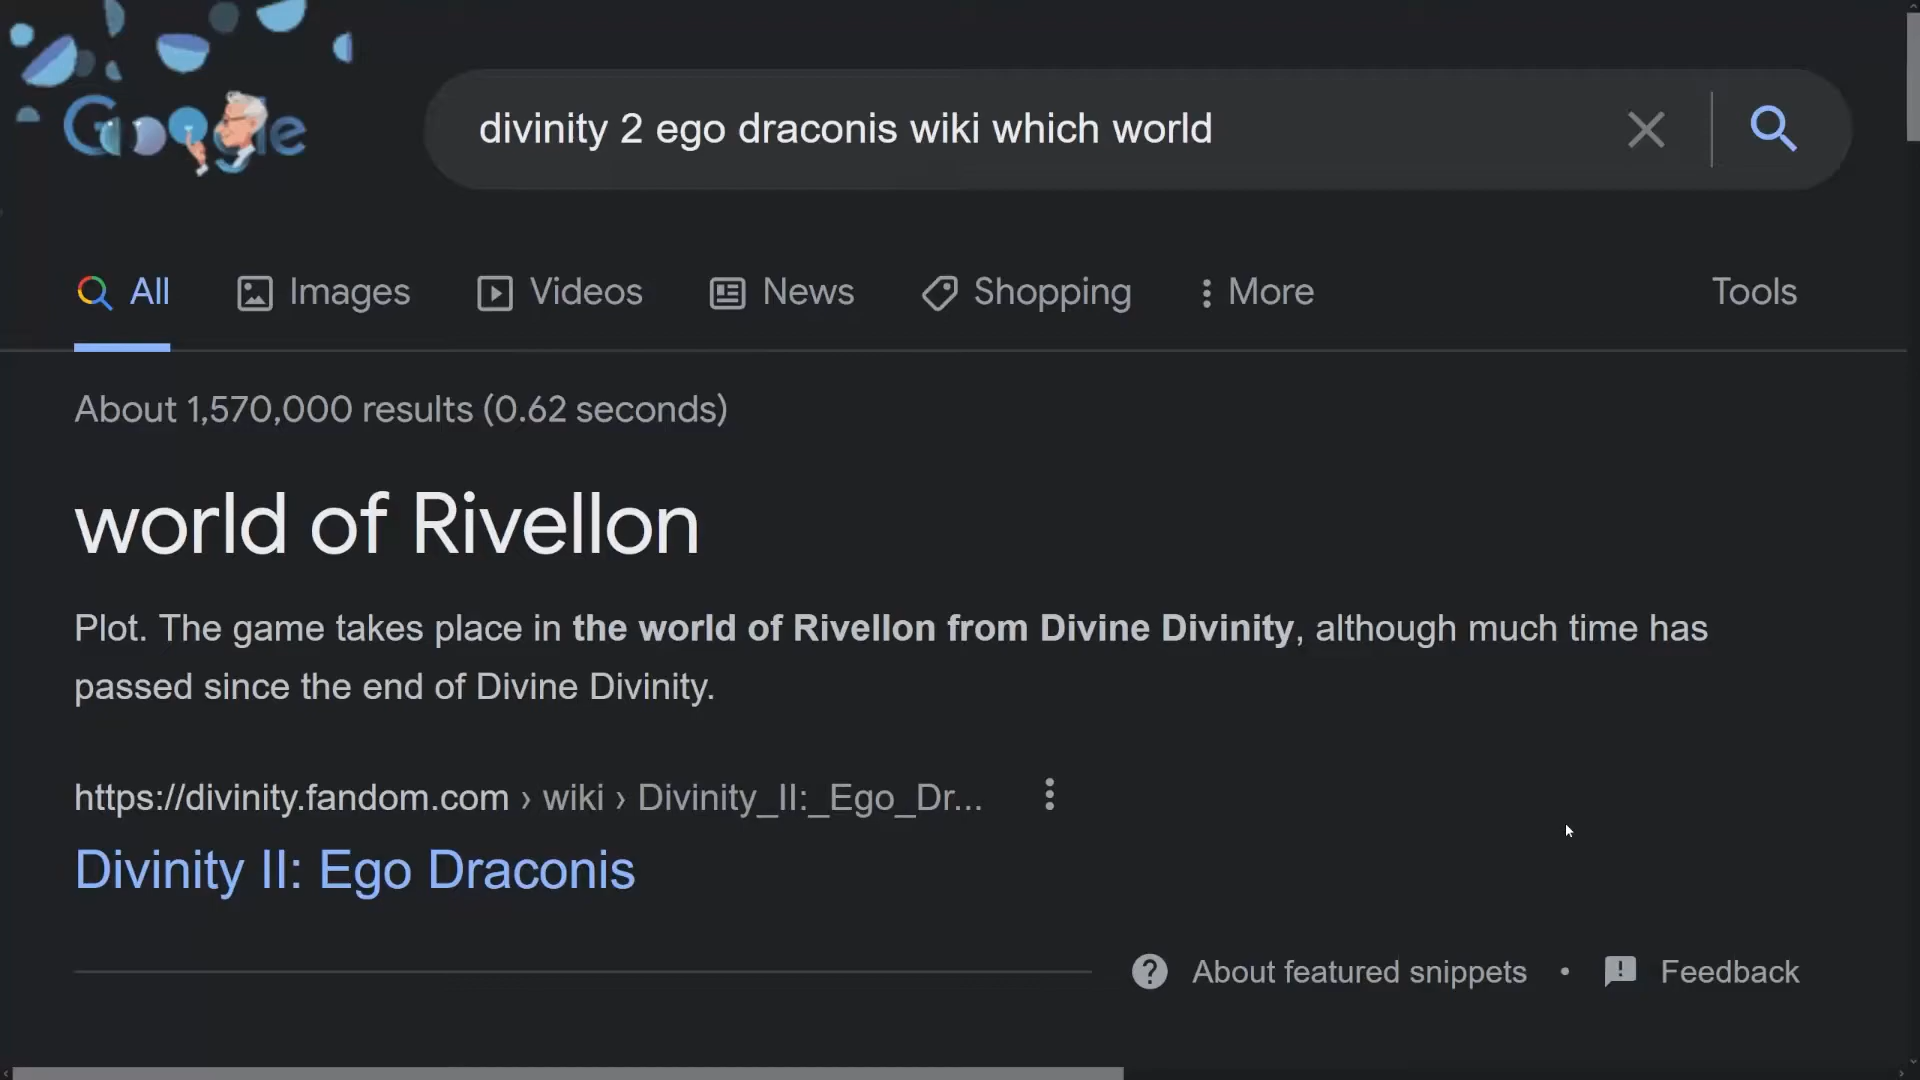 Google
divinity 2 ego draconis wiki which world
All Images Videos News Shopping More Tools
About 1,570,000 results (0.62 seconds)
world of Rivellon
Plot. The game takes place in the world of Rivellon from Divine Divinity, although much time has
passed since the end of Divine Divinity.
https://divinity.fandom.com › wiki › Divinity_II:_Ego_Dr...
Divinity II: Ego Draconis
About featured snippets • Feedback